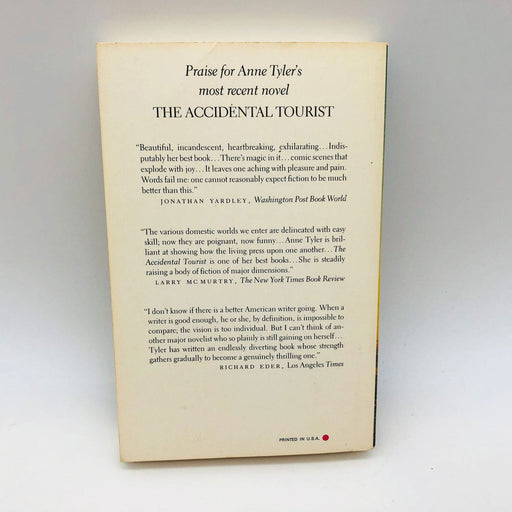 Praise for Anne Tyler's
most recent novel
THE ACCIDENTAL TOURIST
"Beautiful, incandescent, heartbreaking, exhilarating...Indis-
putably her best book...There's magic in it...comic scenes that
explode with joy...It leaves one aching with pleasure and pain.
Words fail me: one cannot reasonably expect fiction to be much
better than this."
JONATHAN YARDLEY, Washington Post Book World
"The various domestic worlds we enter are delineated with easy
skill; now they are poignant, now funny...Anne Tyler is bril-
liant at showing how the living press upon one another...The
Accidental Tourist is one of her best books...She is steadily
raising a body of fiction of major dimensions."
LARRY MCMURTRY, The New York Times Book Review
"I don't know if there is a better American writer going. When a
writer is good enough, he or she, by definition, is impossible to
compare; the vision is too individual. But I can't think of an-
other major novelist who so plainly is still gaining on herself...
Tyler has written an endlessly diverting book whose strength
gathers gradually to become a genuinely thrilling one."
RICHARD EDER, Los Angeles Times
PRINTED IN U.S.A.